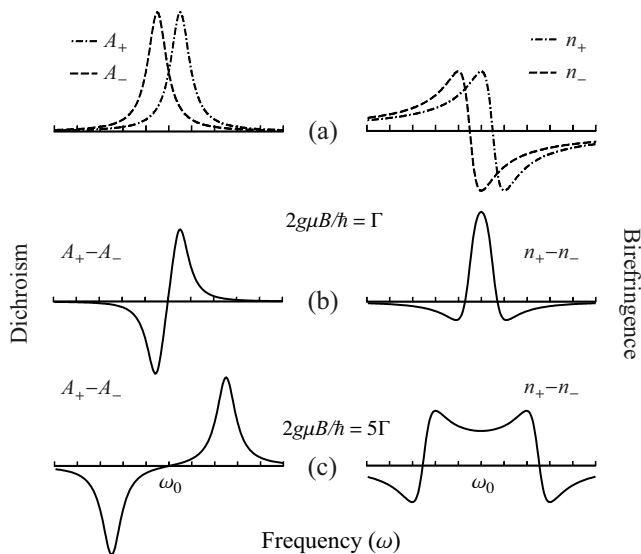 A₊
A₋
n₊
n₋
(a)
2gμB/ħ = Γ
A₊−A₋
n₊−n₋
Dichroism
Birefringence
(b)
A₊−A₋
n₊−n₋
2gμB/ħ = 5Γ
ω₀
(c)
ω₀
Frequency (ω)